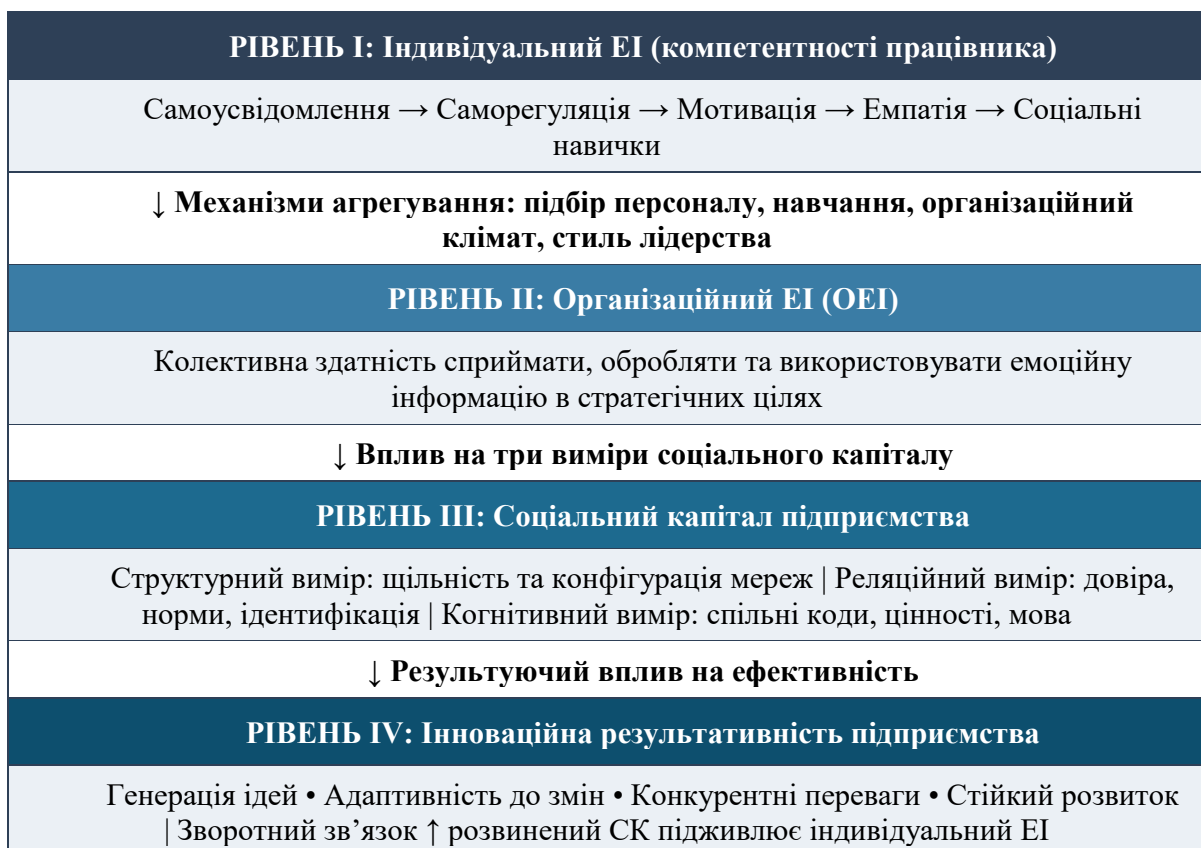 РІВЕНЬ І: Індивідуальний ЕІ (компетентності працівника)
Самоусвідомлення → Саморегуляція → Мотивація → Емпатія → Соціальні
навички
↓ Механізми агрегування: підбір персоналу, навчання, організаційний
клімат, стиль лідерства
РІВЕНЬ ІІ: Організаційний ЕІ (ОЕІ)
Колективна здатність сприймати, обробляти та використовувати емоційну
інформацію в стратегічних цілях
↓ Вплив на три виміри соціального капіталу
РІВЕНЬ ІІІ: Соціальний капітал підприємства
Структурний вимір: щільність та конфігурація мереж | Реляційний вимір: довіра,
норми, ідентифікація | Когнітивний вимір: спільні коди, цінності, мова
↓ Результуючий вплив на ефективність
РІВЕНЬ IV: Інноваційна результативність підприємства
Генерація ідей • Адаптивність до змін • Конкурентні переваги • Стійкий розвиток
| Зворотний зв’язок ↑ розвинений СК підживлює індивідуальний ЕІ